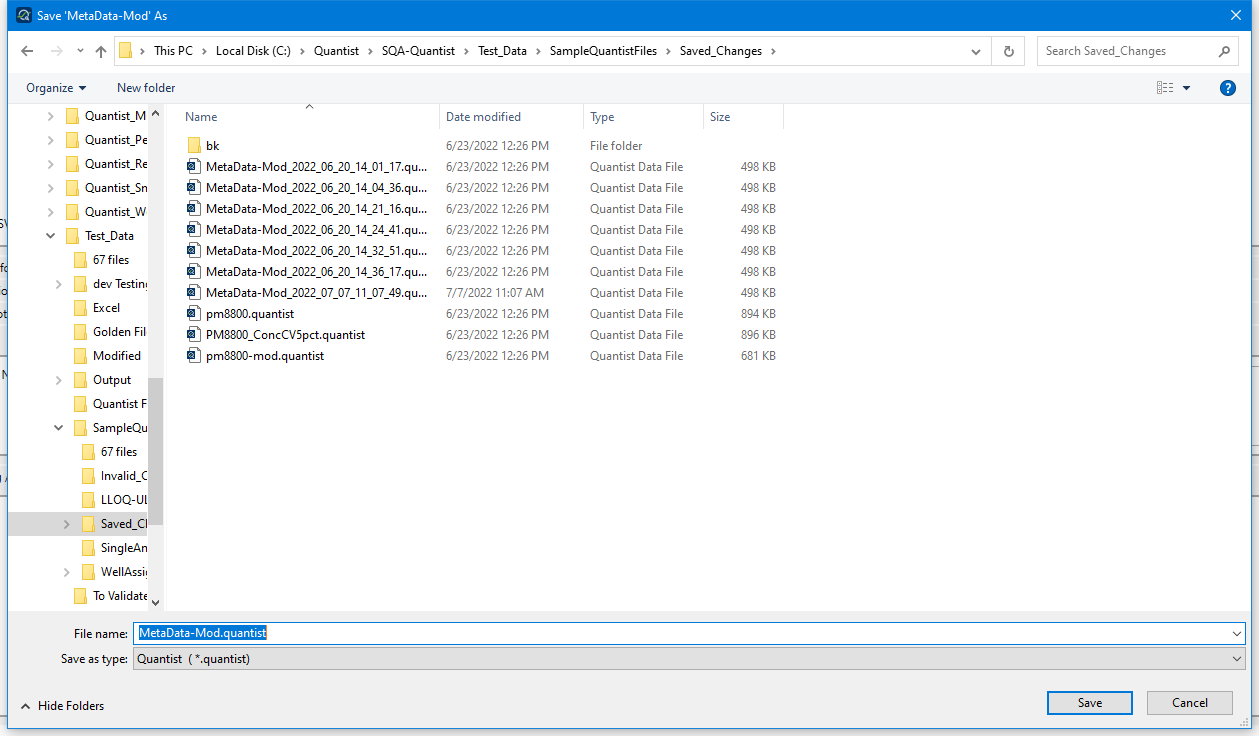 Save 'MetaData-Mod' As
This PC > Local Disk (C:) > Quantist > SQA-Quantist > Test_Data > SampleQuantistFiles > Saved_Changes >
Search Saved_Changes
Organize
New folder
Quantist_M
Quantist_Pe
Quantist_Re
Quantist_Sn
Quantist_W
Test_Data
67 files
dev Testing
Excel
Golden Fil
Modified
Output
Quantist F
SampleQu
67 files
Invalid_C
LLOQ-UL
Saved_Cl
SingleAn
WellAssig
To Validate
Name Date modified Type Size
bk 6/23/2022 12:26 PM File folder
MetaData-Mod_2022_06_20_14_01_17.qu... 6/23/2022 12:26 PM Quantist Data File 498 KB
MetaData-Mod_2022_06_20_14_04_36.qu... 6/23/2022 12:26 PM Quantist Data File 498 KB
MetaData-Mod_2022_06_20_14_21_16.qu... 6/23/2022 12:26 PM Quantist Data File 498 KB
MetaData-Mod_2022_06_20_14_24_41.qu... 6/23/2022 12:26 PM Quantist Data File 498 KB
MetaData-Mod_2022_06_20_14_32_51.qu... 6/23/2022 12:26 PM Quantist Data File 498 KB
MetaData-Mod_2022_06_20_14_36_17.qu... 6/23/2022 12:26 PM Quantist Data File 498 KB
MetaData-Mod_2022_07_07_11_07_49.qu... 7/7/2022 11:07 AM Quantist Data File 498 KB
pm8800.quantist 6/23/2022 12:26 PM Quantist Data File 894 KB
PM8800_ConcCV5pct.quantist 6/23/2022 12:26 PM Quantist Data File 896 KB
pm8800-mod.quantist 6/23/2022 12:26 PM Quantist Data File 681 KB
File name: MetaData-Mod.quantist
Save as type: Quantist ( *.quantist)
Hide Folders
Save
Cancel